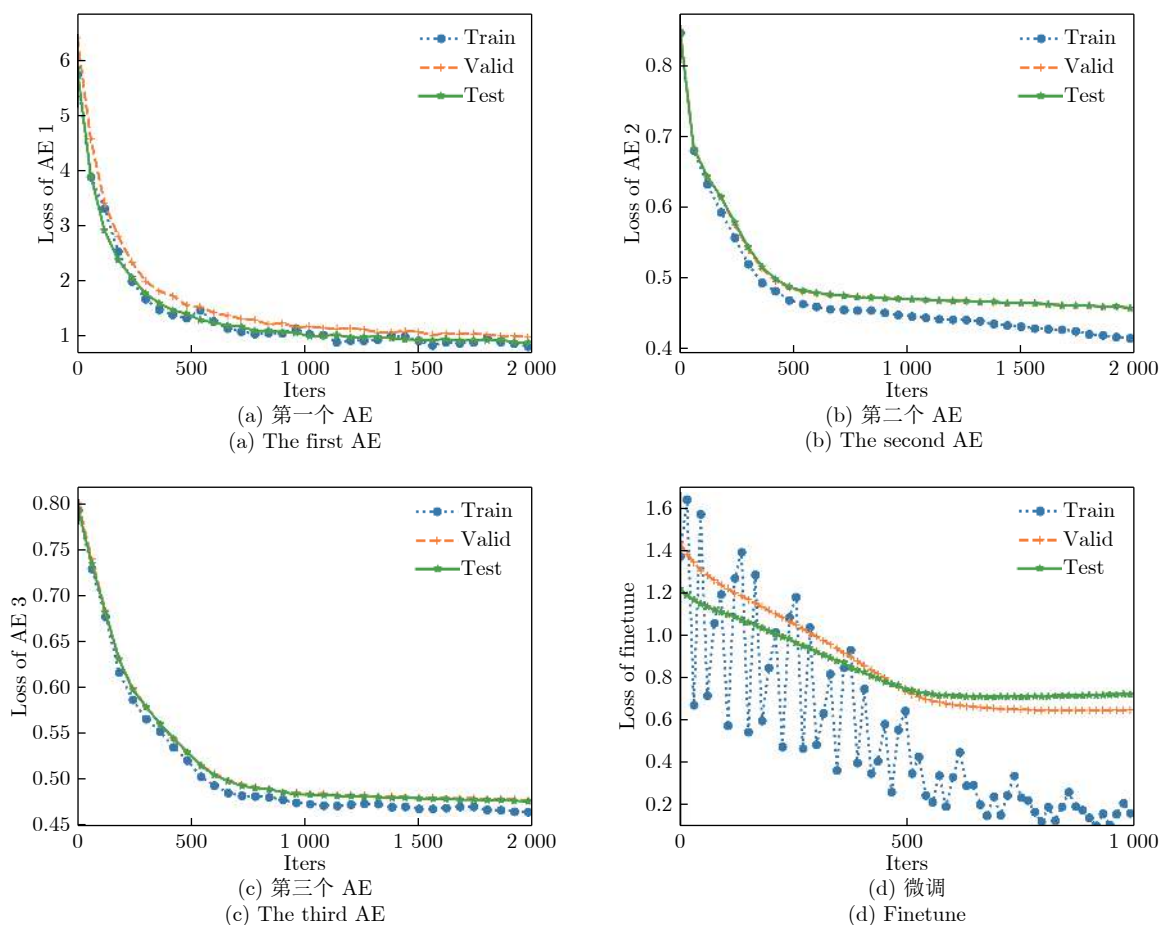 6
5
4
3
2
1
Loss of AE 1
Train
Valid
Test
0
500
1 000
1 500
2 000
Iters
(a) 第一个 AE
(a) The first AE
0.8
0.7
0.6
0.5
0.4
Loss of AE 2
Train
Valid
Test
0
500
1 000
1 500
2 000
Iters
(b) 第二个 AE
(b) The second AE
0.80
0.75
0.70
0.65
0.60
0.55
0.50
0.45
Loss of AE 3
Train
Valid
Test
0
500
1 000
1 500
2 000
Iters
(c) 第三个 AE
(c) The third AE
1.6
1.4
1.2
1.0
0.8
0.6
0.4
0.2
Loss of finetune
Train
Valid
Test
0
500
1 000
Iters
(d) 微调
(d) Finetune